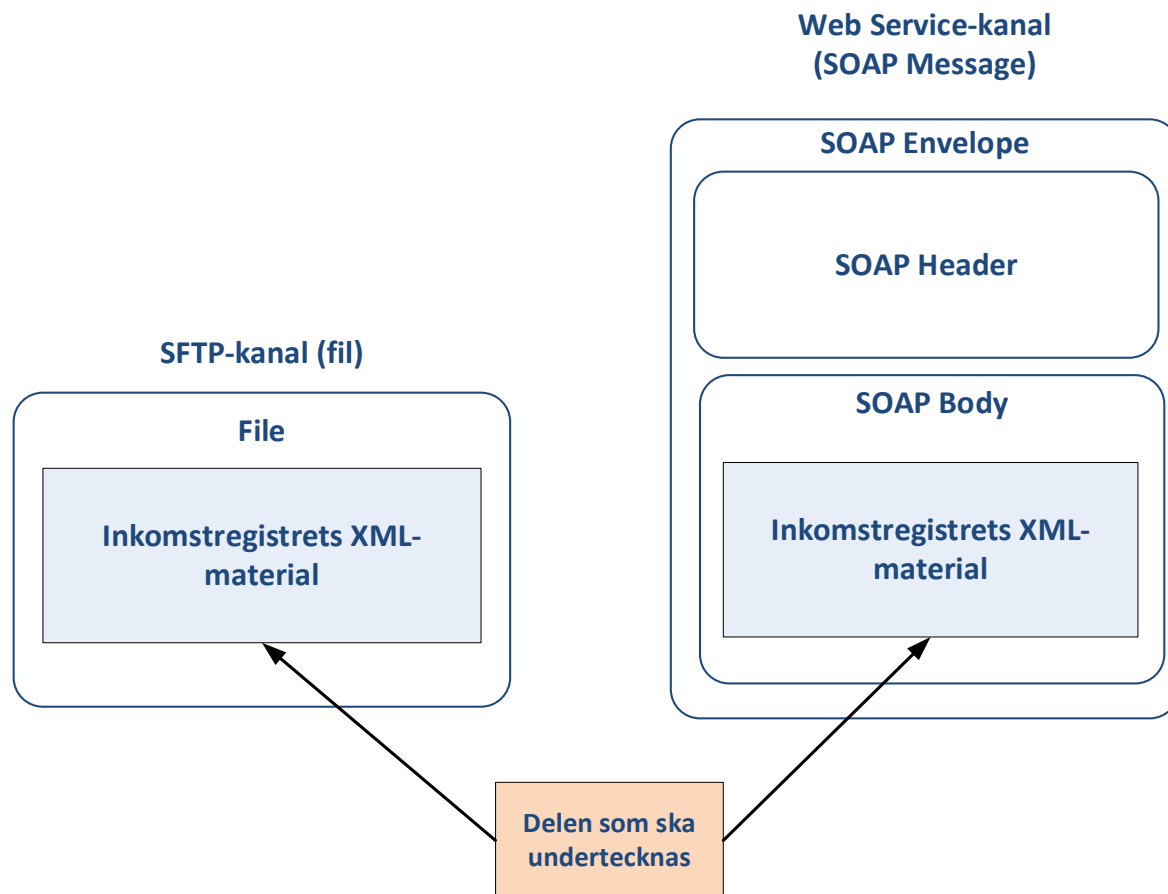 Web Service-kanal
(SOAP Message)
SOAP Envelope
SOAP Header
SFTP-kanal (fil)
File
Inkomstregistrets XML-
material
SOAP Body
Inkomstregistrets XML-
material
Delen som ska
undertecknas